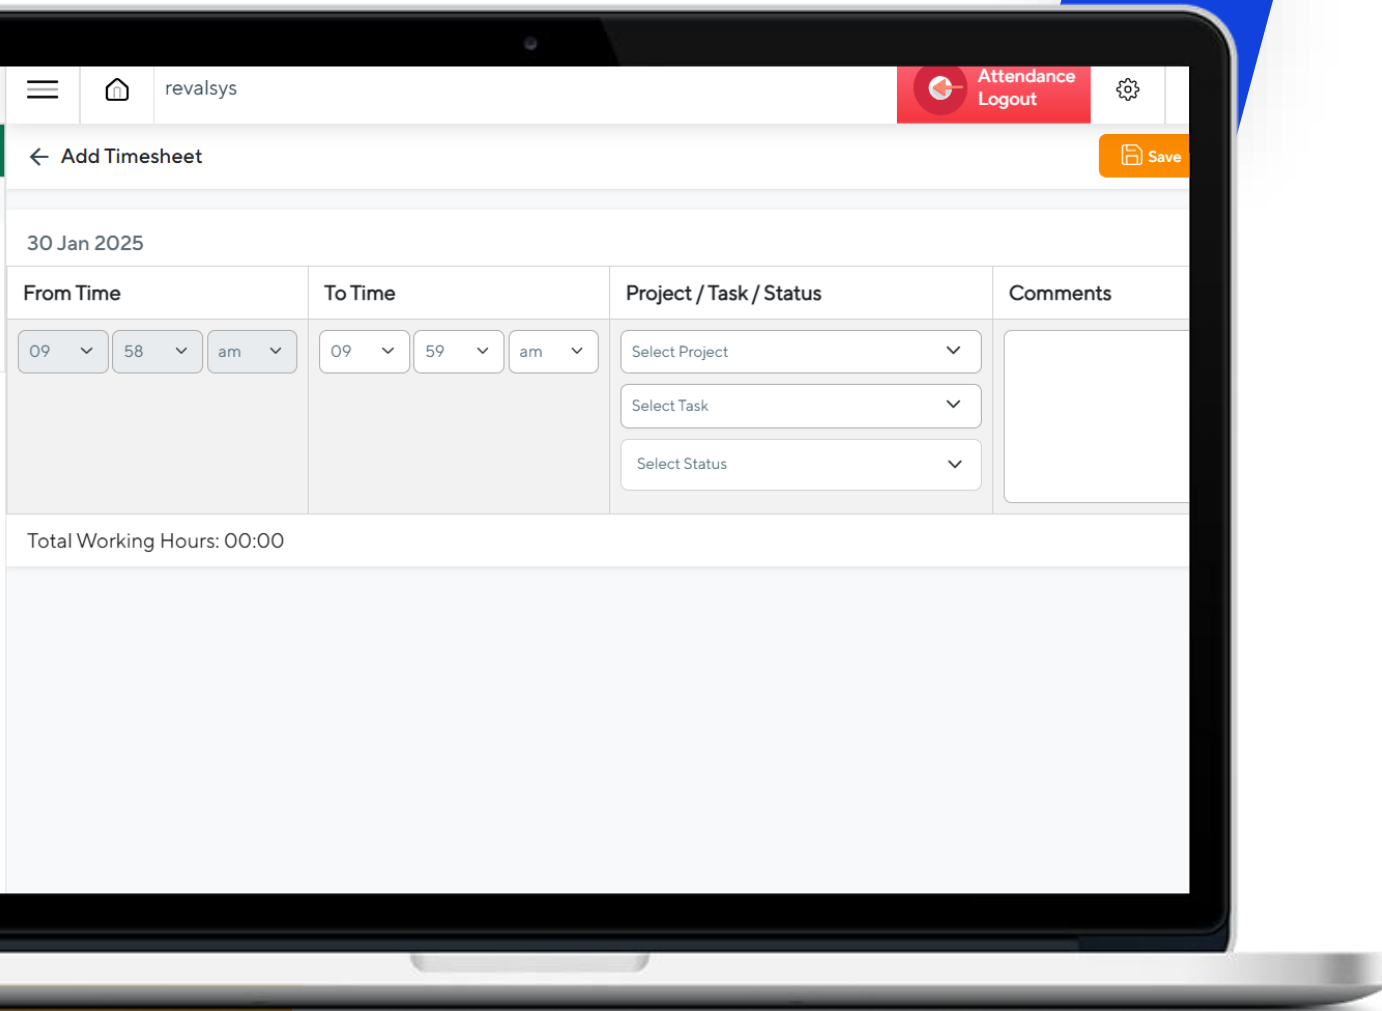 revalsys
Attendance
Logout
Add Timesheet
Save
30 Jan 2025
From Time
To Time
Project / Task / Status
Comments
09
58
am
09
59
am
Select Project
Select Task
Select Status
Total Working Hours: 00:00